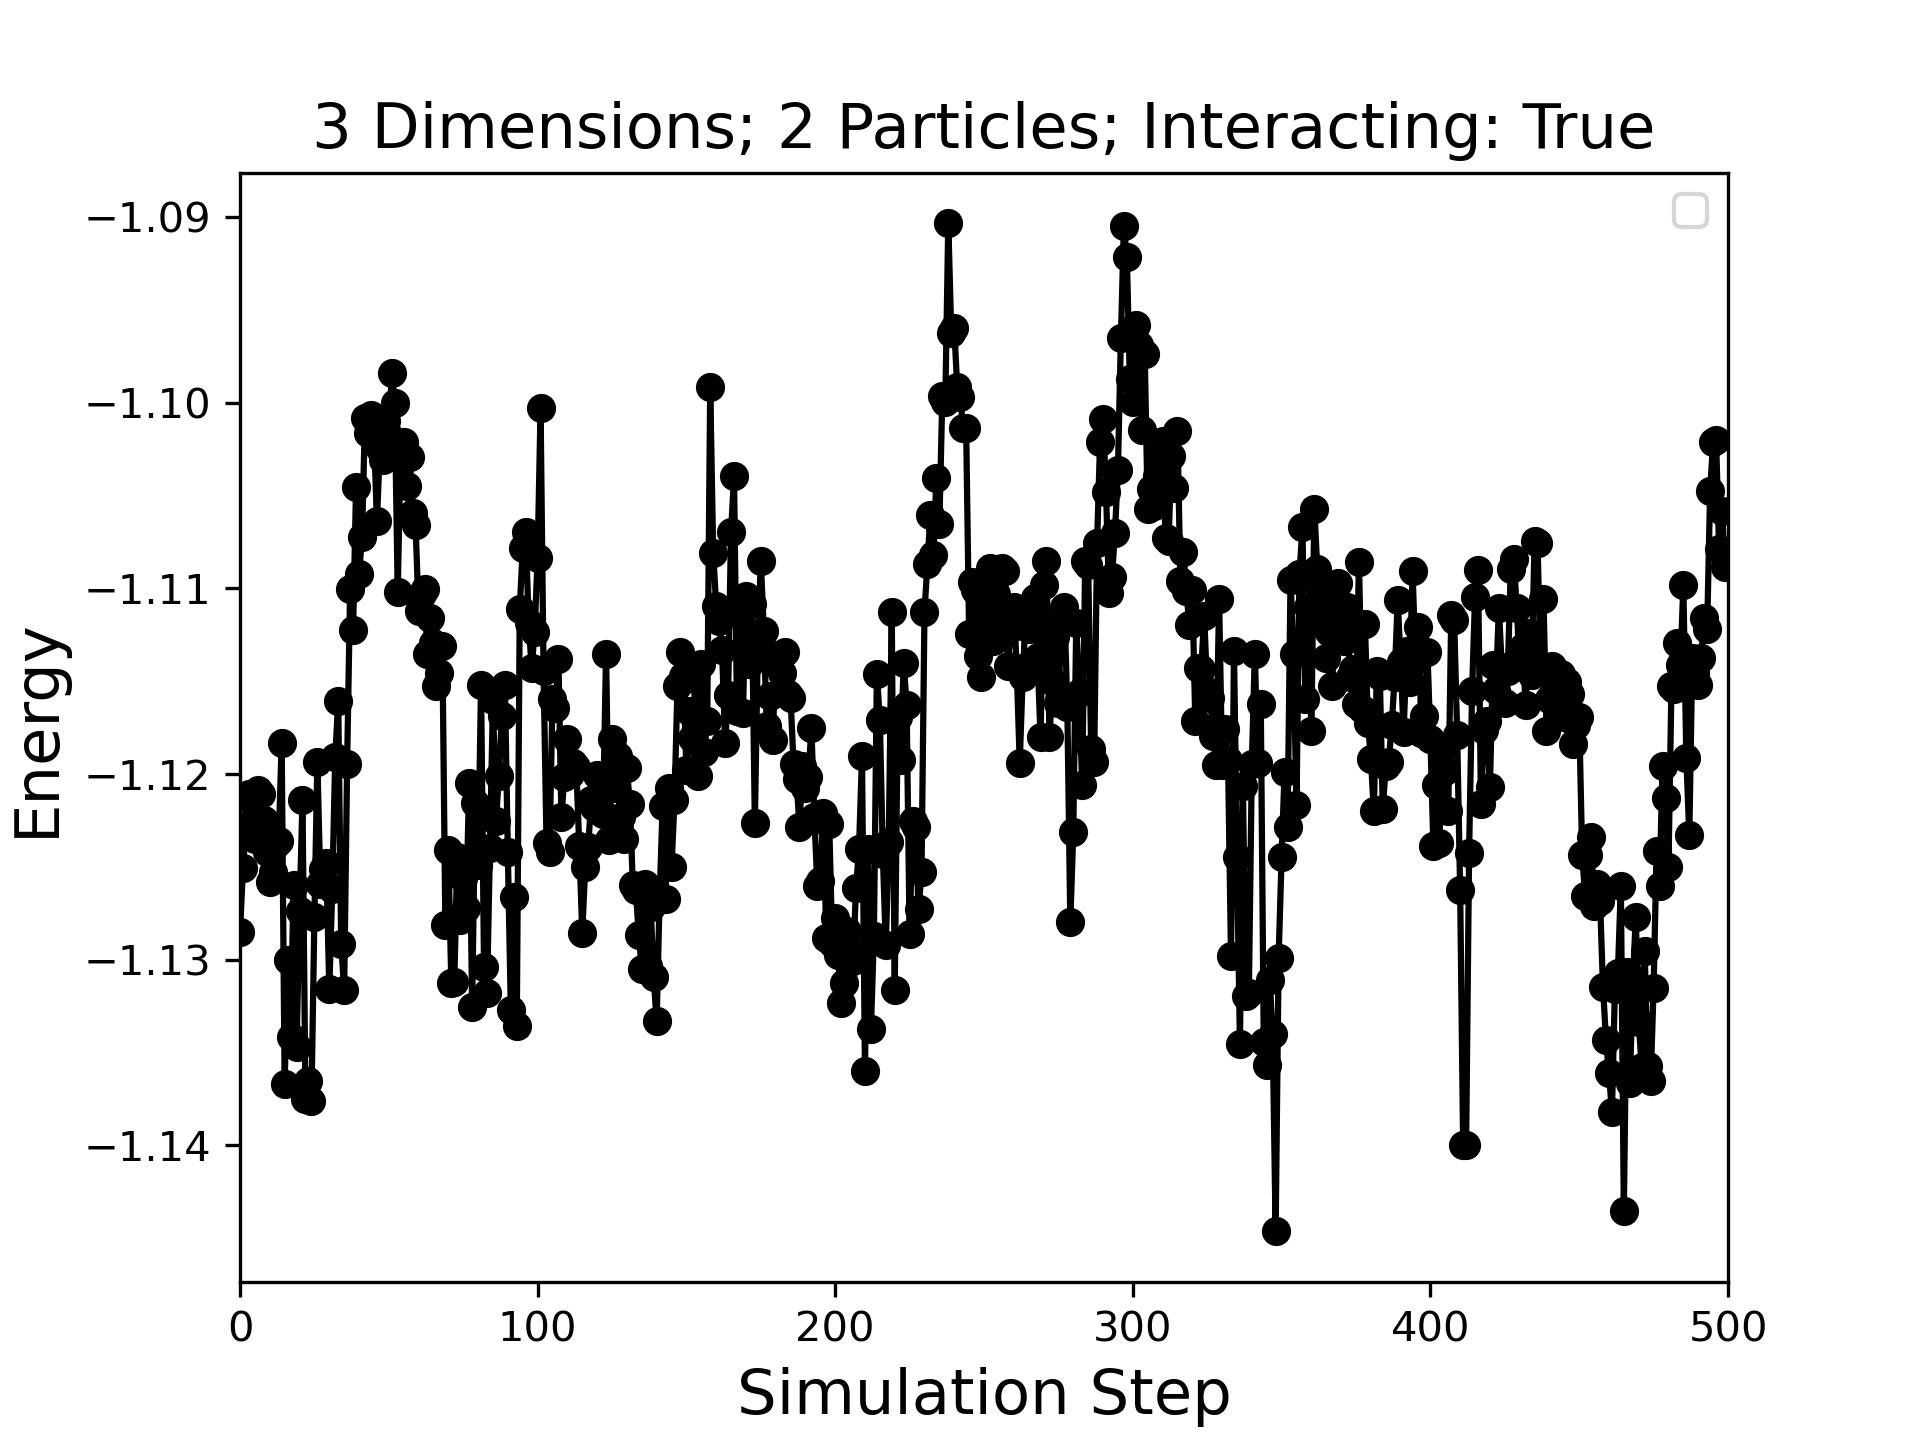 3 Dimensions; 2 Particles; Interacting: True
−1.09
−1.10
−1.11
−1.12
−1.13
−1.14
Energy
0 100 200 300 400 500
Simulation Step